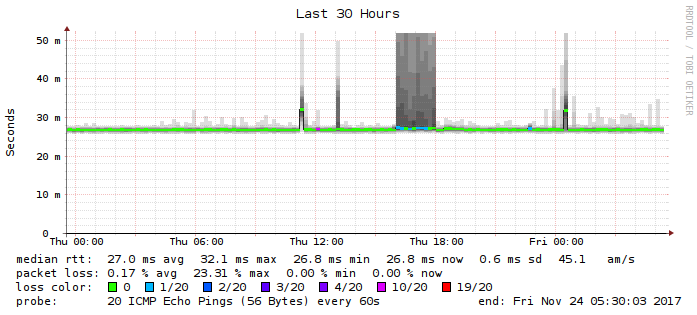 Last 30 Hours
RRDTOOL / TOBI OETIKER
Seconds
50 m
40 m
30 m
20 m
10 m
0
Thu 00:00 Thu 06:00 Thu 12:00 Thu 18:00 Fri 00:00
median rtt: 27.0 ms avg 32.1 ms max 26.8 ms min 26.8 ms now 0.6 ms sd 45.1 am/s
packet loss: 0.17 % avg 23.31 % max 0.00 % min 0.00 % now
loss color: 0 1/20 2/20 3/20 4/20 10/20 19/20
probe: 20 ICMP Echo Pings (56 Bytes) every 60s end: Fri Nov 24 05:30:03 2017